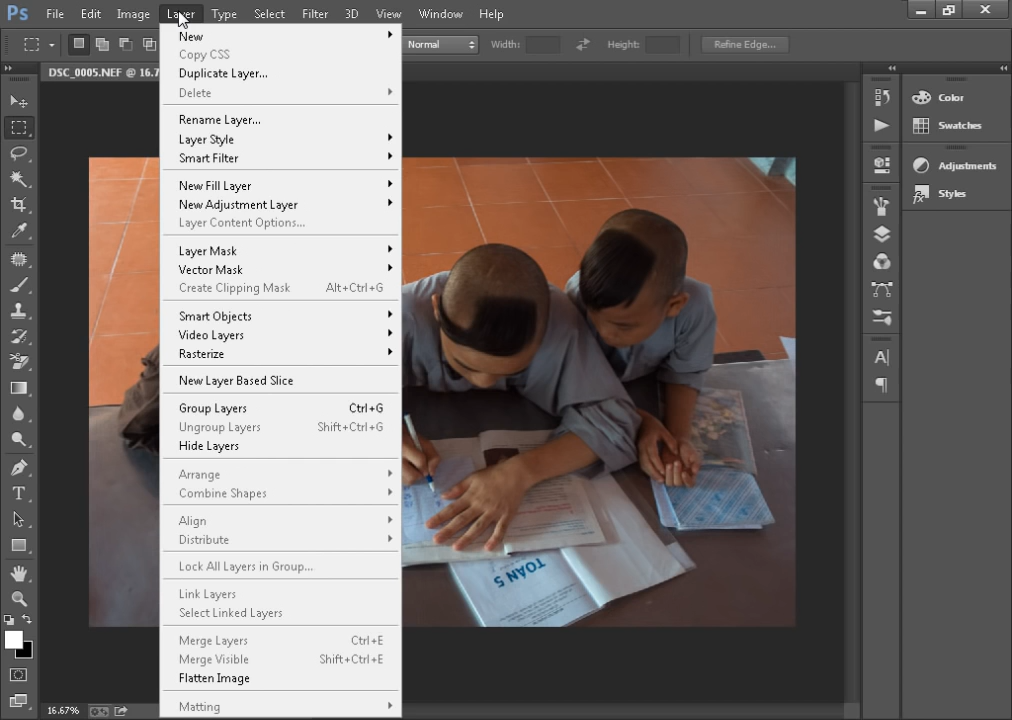 Ps File Edit Image Layer Type Select Filter 3D View Window Help
Normal Width: Height: Refine Edge...
DSC_0005.NEF @ 16.7
New
Copy CSS
Duplicate Layer...
Delete
Rename Layer...
Layer Style
Smart Filter
New Fill Layer
New Adjustment Layer
Layer Content Options...
Layer Mask
Vector Mask
Create Clipping Mask Alt+Ctrl+G
Smart Objects
Video Layers
Rasterize
New Layer Based Slice
Group Layers Ctrl+G
Ungroup Layers Shift+Ctrl+G
Hide Layers
Arrange
Combine Shapes
Align
Distribute
Lock All Layers in Group...
Link Layers
Select Linked Layers
Merge Layers Ctrl+E
Merge Visible Shift+Ctrl+E
Flatten Image
Matting
Color
Swatches
Adjustments
Styles
TOÁN 5
16.67%